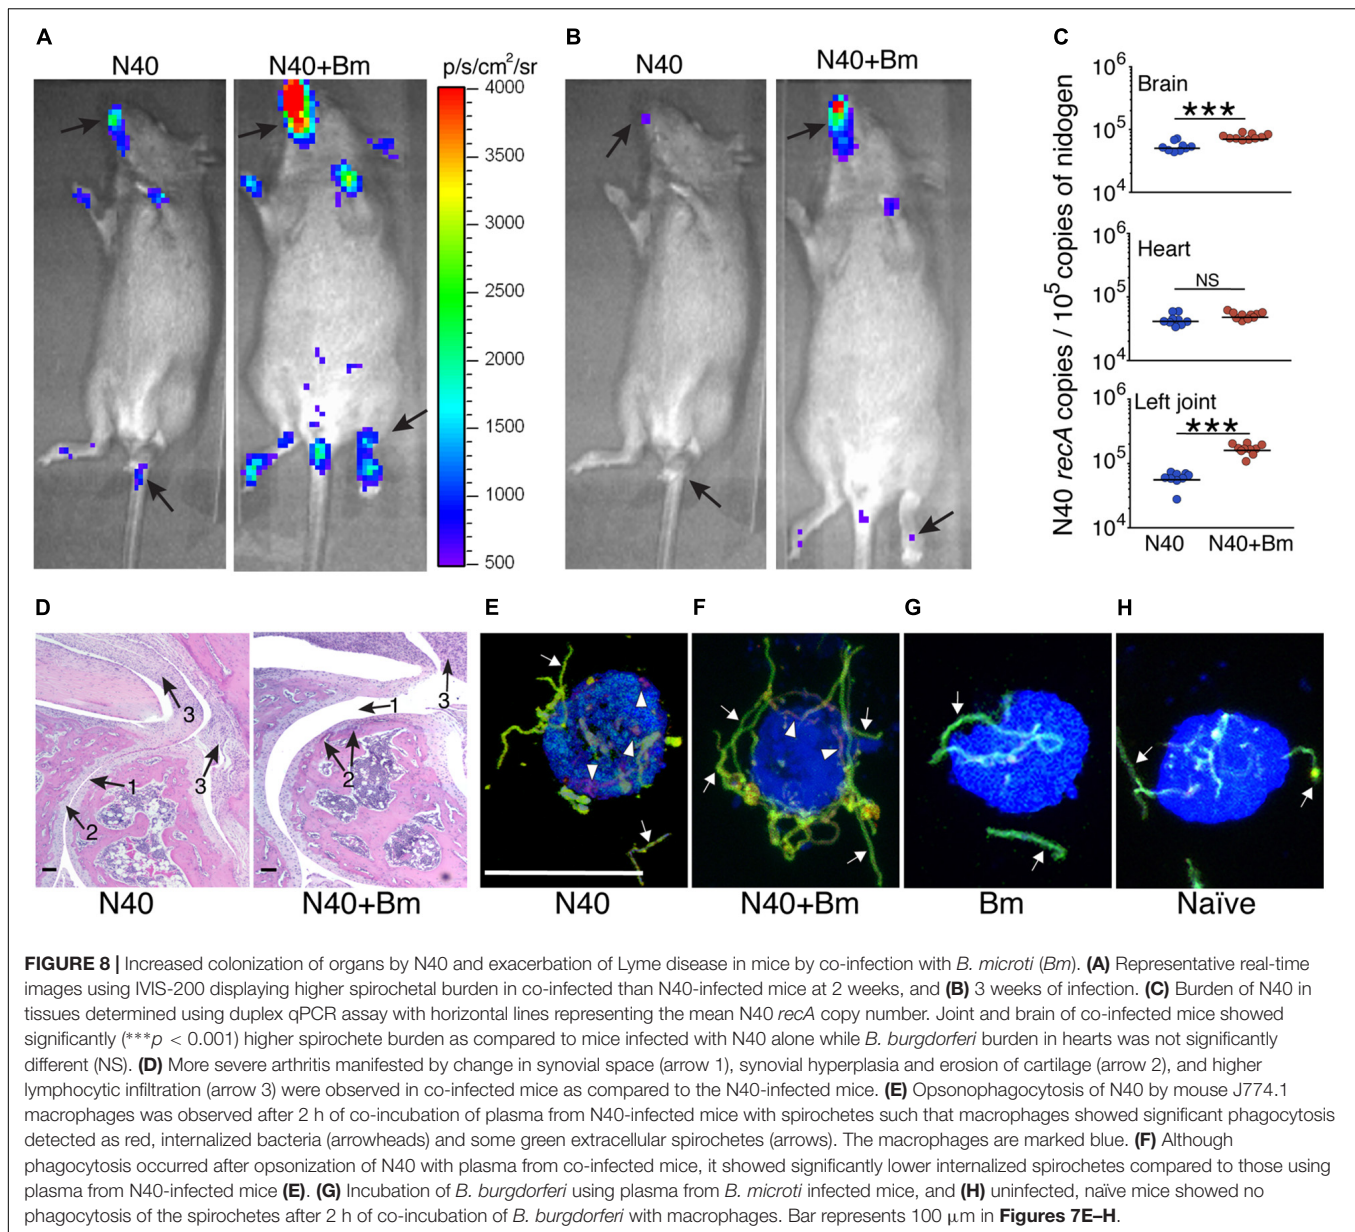 A
B
C
N40
N40+Bm
p/s/cm²/sr
4000
4500
3000
2500
2000
1500
1000
500
N40
N40+Bm
N40 recA copies / 10⁵ copies of nidogen
10⁶
Brain
***
10⁵
10⁴
10⁶
Heart
NS
10⁵
10⁴
10⁶
Left joint
***
10⁵
10⁴
N40 N40+Bm
D
E
F
G
H
3
3
1
2
1
3
2
N40
N40+Bm
N40
N40+Bm
Bm
Naïve
FIGURE 8 | Increased colonization of organs by N40 and exacerbation of Lyme disease in mice by co-infection with B. microti (Bm). (A) Representative real-time
images using IVIS-200 displaying higher spirochetal burden in co-infected than N40-infected mice at 2 weeks, and (B) 3 weeks of infection. (C) Burden of N40 in
tissues determined using duplex qPCR assay with horizontal lines representing the mean N40 recA copy number. Joint and brain of co-infected mice showed
significantly (***p < 0.001) higher spirochete burden as compared to mice infected with N40 alone while B. burgdorferi burden in hearts was not significantly
different (NS). (D) More severe arthritis manifested by change in synovial space (arrow 1), synovial hyperplasia and erosion of cartilage (arrow 2), and higher
lymphocytic infiltration (arrow 3) were observed in co-infected mice as compared to the N40-infected mice. (E) Opsonophagocytosis of N40 by mouse J774.1
macrophages was observed after 2 h of co-incubation of plasma from N40-infected mice with spirochetes such that macrophages showed significant phagocytosis
detected as red, internalized bacteria (arrowheads) and some green extracellular spirochetes (arrows). The macrophages are marked blue. (F) Although
phagocytosis occurred after opsonization of N40 with plasma from co-infected mice, it showed significantly lower internalized spirochetes compared to those using
plasma from N40-infected mice (E). (G) Incubation of B. burgdorferi using plasma from B. microti infected mice, and (H) uninfected, naïve mice showed no
phagocytosis of the spirochetes after 2 h of co-incubation of B. burgdorferi with macrophages. Bar represents 100 μm in Figures 7E–H.